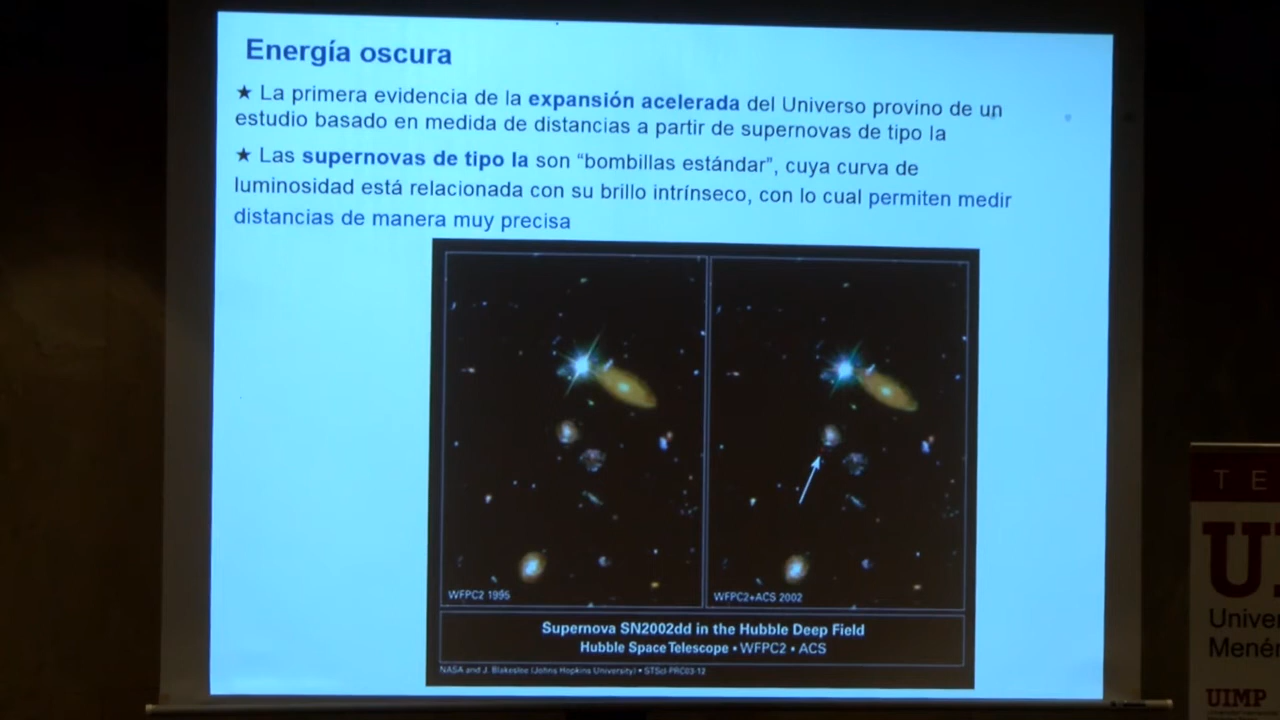 Energía oscura
★ La primera evidencia de la expansión acelerada del Universo provino de un
estudio basado en medida de distancias a partir de supernovas de tipo Ia
★ Las supernovas de tipo Ia son “bombillas estándar”, cuya curva de
luminosidad está relacionada con su brillo intrínseco, con lo cual permiten medir
distancias de manera muy precisa
WFPC2 1995
WFPC2+ACS 2002
Supernova SN2002dd in the Hubble Deep Field
Hubble Space Telescope • WFPC2 • ACS
NASA and J. Blakeslee (Johns Hopkins University) • STScI-PRC03-12
T E
U
Univer
Menén
UIMP